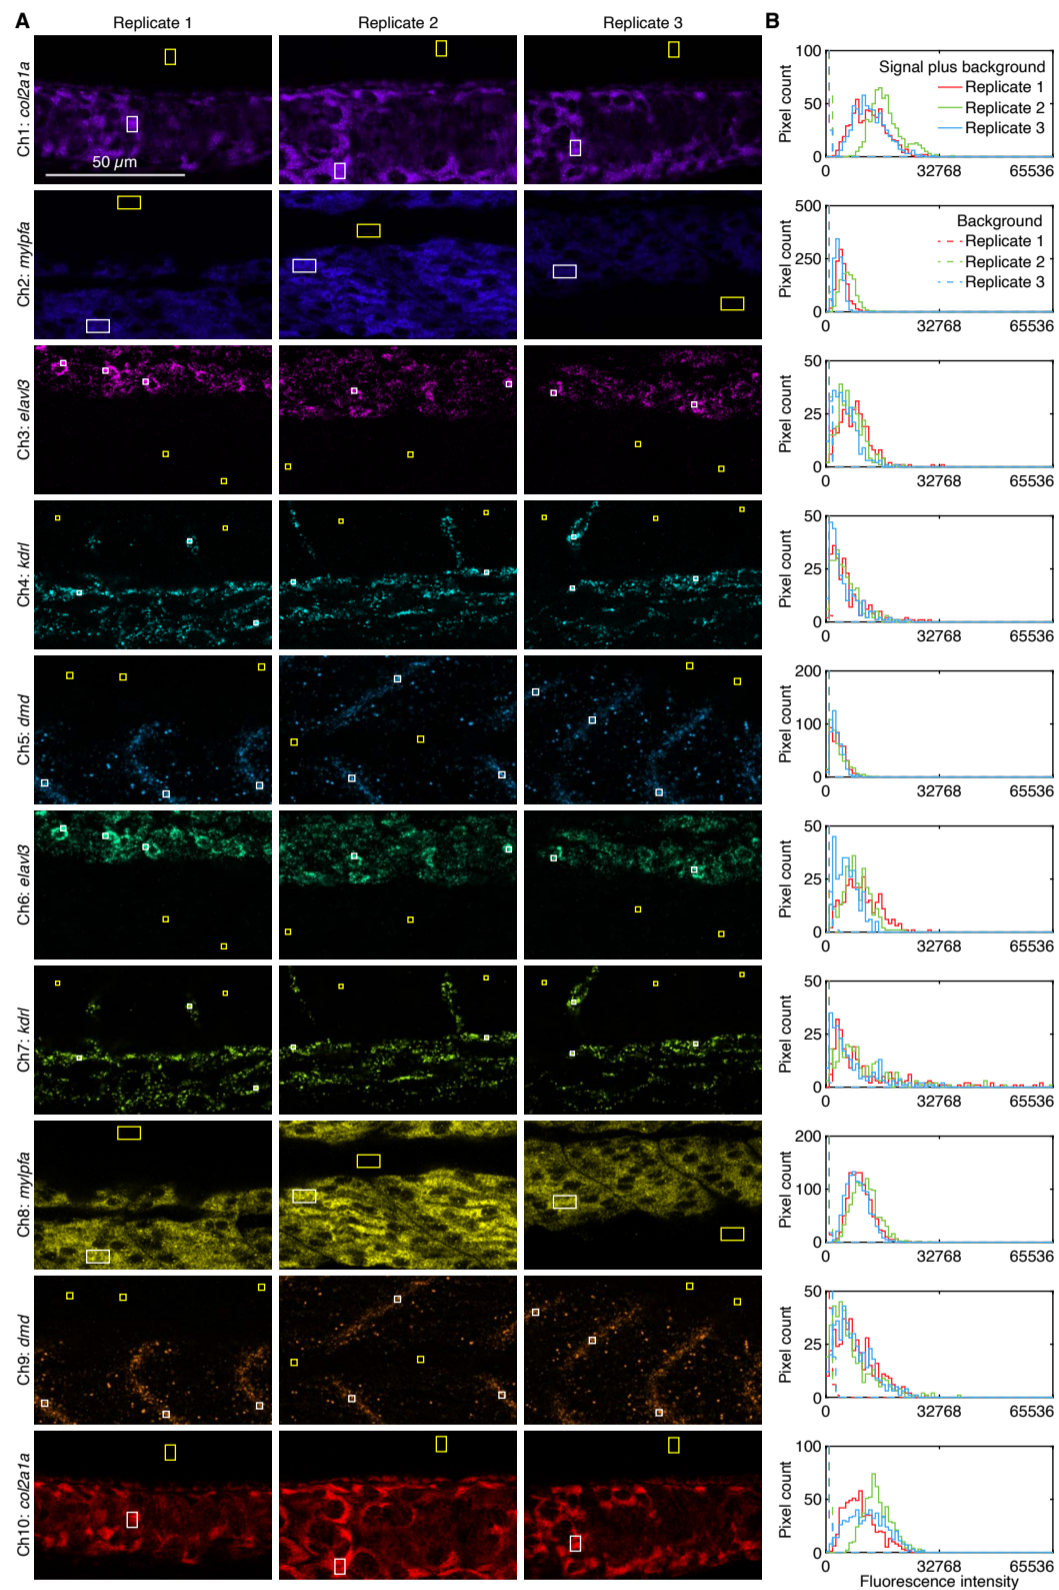 A
Replicate 1
Replicate 2
Replicate 3
B
Ch1: col2a1a
50 µm
Pixel count
100
50
0
Signal plus background
Replicate 1
Replicate 2
Replicate 3
0
32768
65536
Ch2: mylpfa
Pixel count
500
250
0
Background
Replicate 1
Replicate 2
Replicate 3
0
32768
65536
Ch3: elavl3
Pixel count
50
25
0
0
32768
65536
Ch4: kdrl
Pixel count
50
25
0
0
32768
65536
Ch5: dmd
Pixel count
200
100
0
0
32768
65536
Ch6: elavl3
Pixel count
50
25
0
0
32768
65536
Ch7: kdrl
Pixel count
50
25
0
0
32768
65536
Ch8: mylpfa
Pixel count
200
100
0
0
32768
65536
Ch9: dmd
Pixel count
50
25
0
0
32768
65536
Ch10: col2a1a
Pixel count
100
50
0
0
32768
65536
Fluorescence intensity